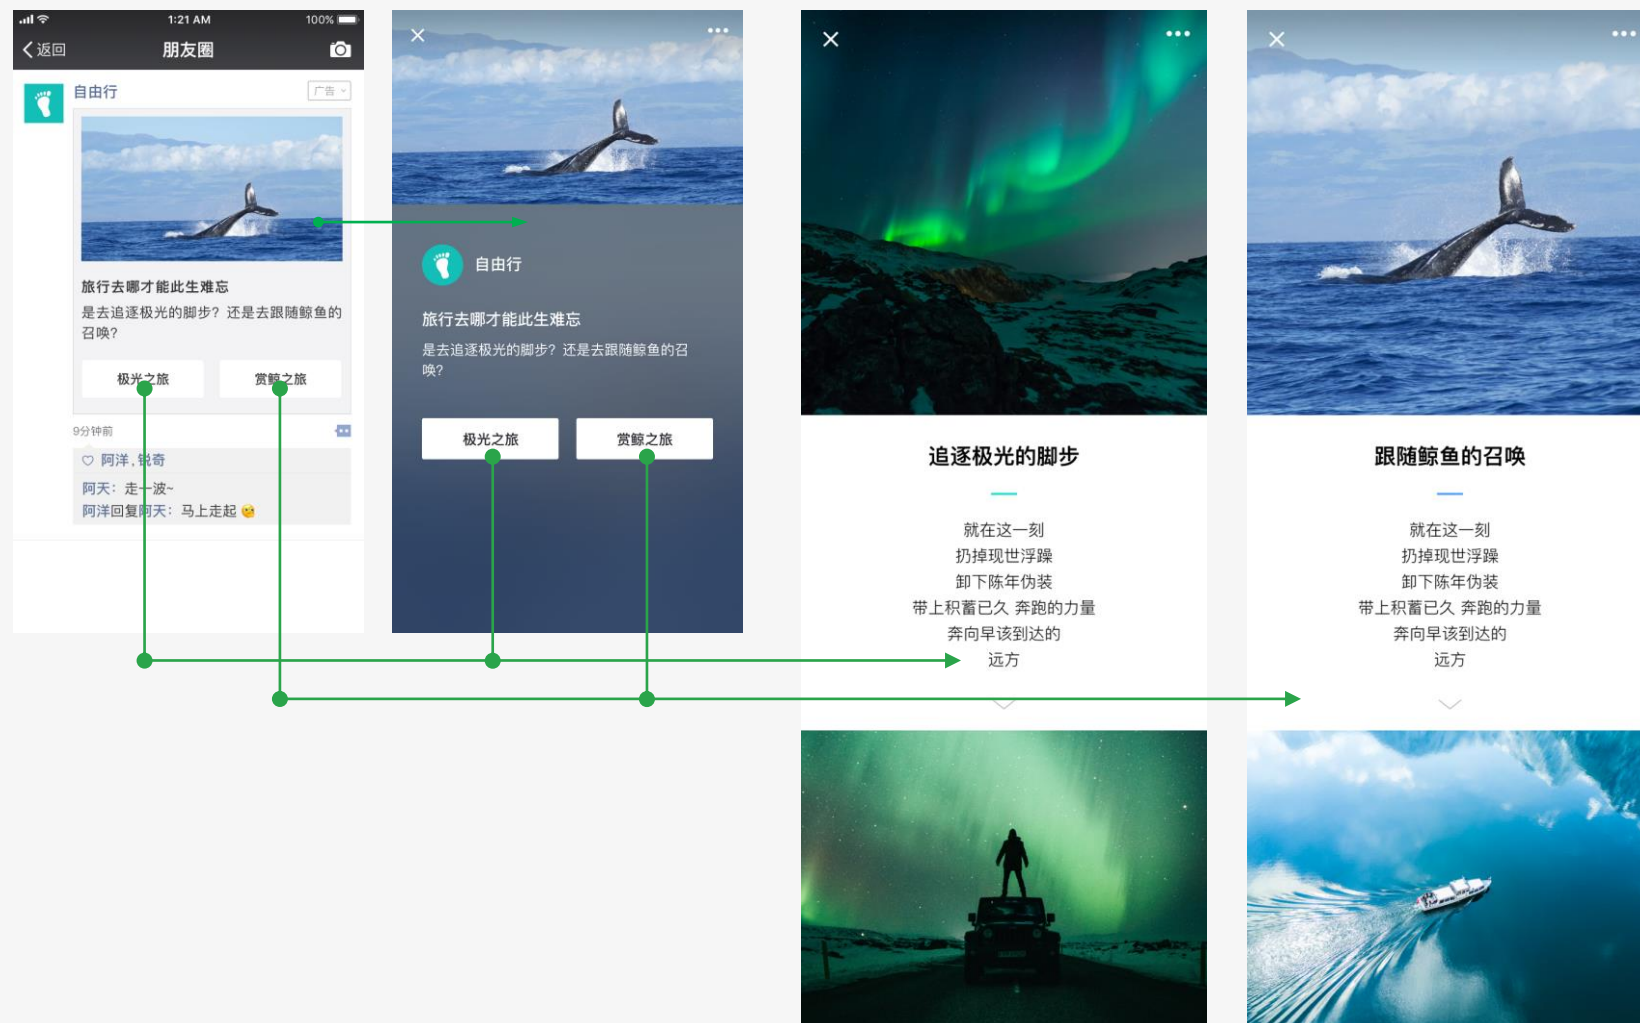 1:21 AM
100%
返回
朋友圈
自由行
广告
旅行去哪才能此生难忘
是去追逐极光的脚步？还是去跟随鲸鱼的
召唤？
极光之旅
赏鲸之旅
9分钟前
阿洋,锐奇
阿天：走一波~
阿洋回复阿天：马上走起
自由行
旅行去哪才能此生难忘
是去追逐极光的脚步？还是去跟随鲸鱼的召
唤？
极光之旅
赏鲸之旅
追逐极光的脚步
就在这一刻
扔掉现世浮躁
卸下陈年伪装
带上积蓄已久 奔跑的力量
奔向早该到达的
远方
跟随鲸鱼的召唤
就在这一刻
扔掉现世浮躁
卸下陈年伪装
带上积蓄已久 奔跑的力量
奔向早该到达的
远方